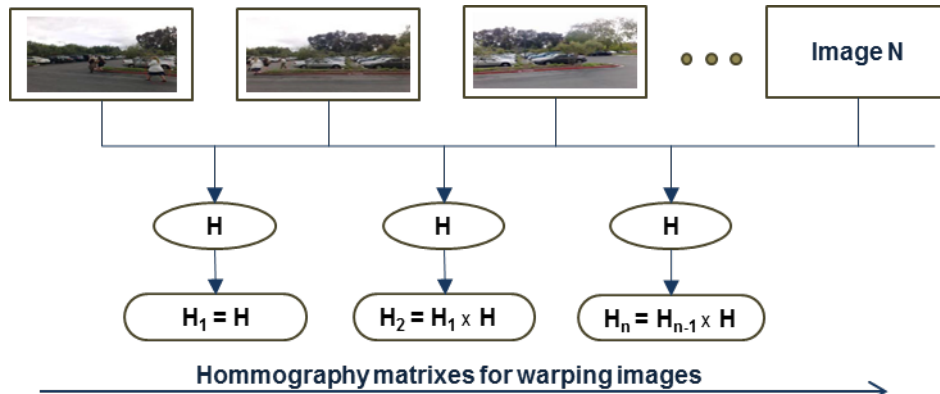 Image N
H H H
H₁ = H H₂ = H₁ x H Hₙ = Hₙ₋₁ x H
Hommography matrixes for warping images